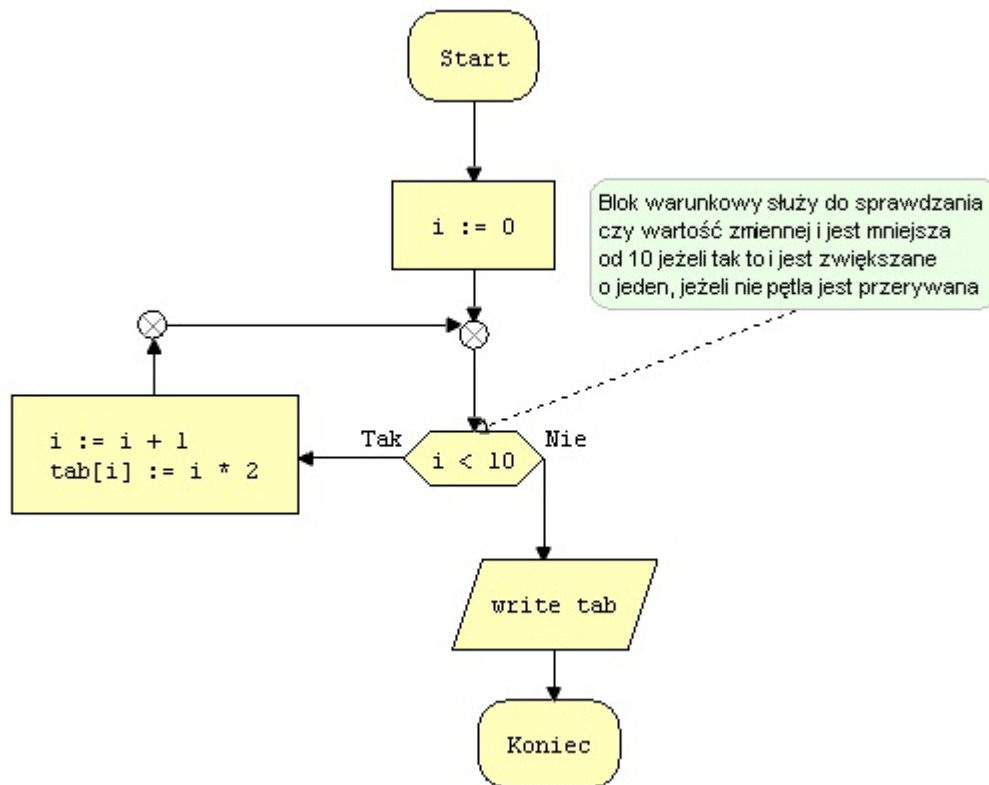 Start
i := 0
Blok warunkowy służy do sprawdzania
czy wartość zmiennej i jest mniejsza
od 10 jeżeli tak to i jest zwiększane
o jeden, jeżeli nie pętla jest przerywana
Tak
Nie
i < 10
i := i + 1
tab[i] := i * 2
write tab
Koniec